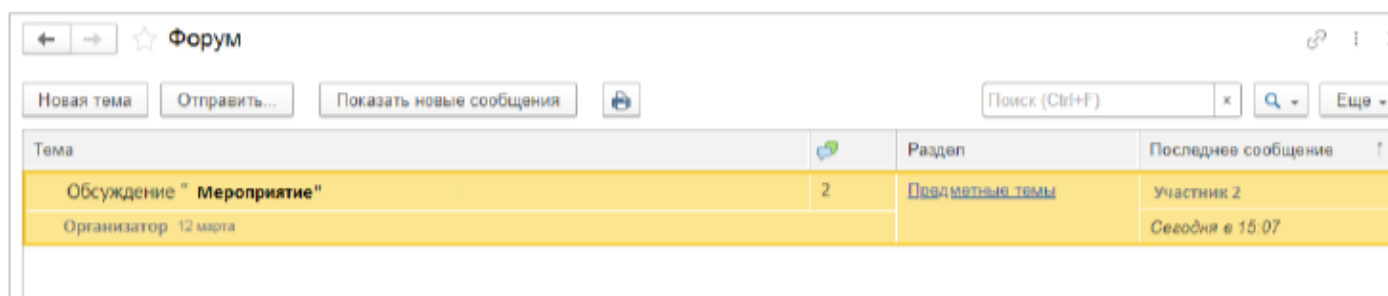 Форум
Новая тема Отправить... Показать новые сообщения Поиск (Ctrl+F) × Еще
Тема Раздел Последнее сообщение ↑
Обсуждение " Мероприятие" 2 Предметные темы Участник 2
Организатор 12 марта Сегодня в 15:07